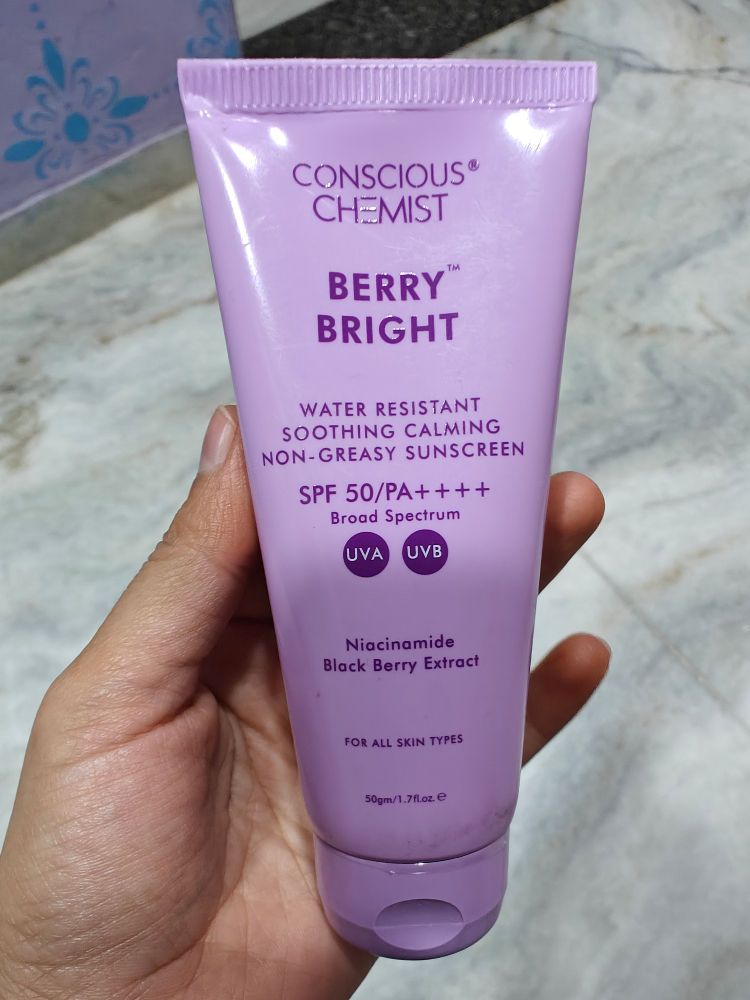 CONSCIOUS®
CHEMIST
BERRY™
BRIGHT
WATER RESISTANT
SOOTHING CALMING
NON-GREASY SUNSCREEN
SPF 50/PA++++
Broad Spectrum
UVA UVB
Niacinamide
Black Berry Extract
FOR ALL SKIN TYPES
50gm/1.7fl.oz. ℮